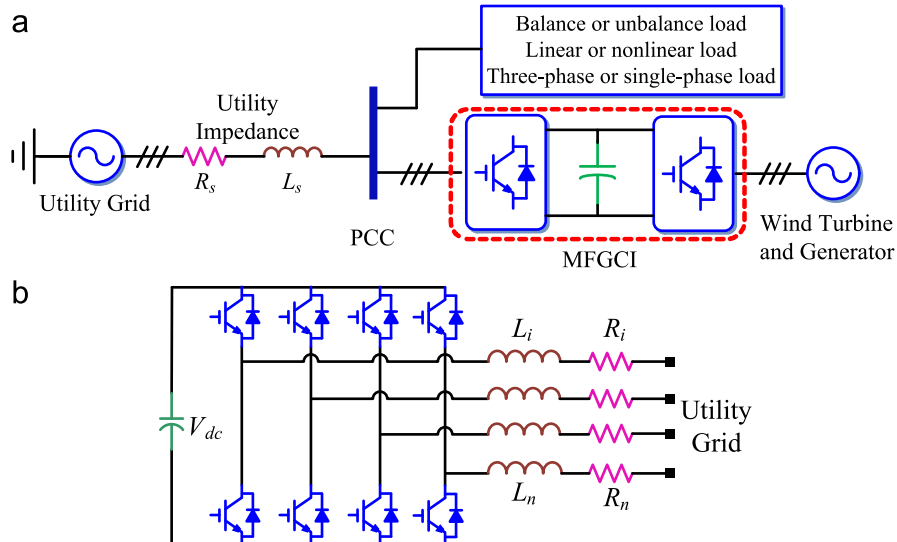 a
Balance or unbalance load
Linear or nonlinear load
Three-phase or single-phase load
Utility
Impedance
Rs
Ls
Utility Grid
PCC
MFGCI
Wind Turbine
and Generator
b
Vdc
Li
Ri
Utility
Grid
Ln
Rn